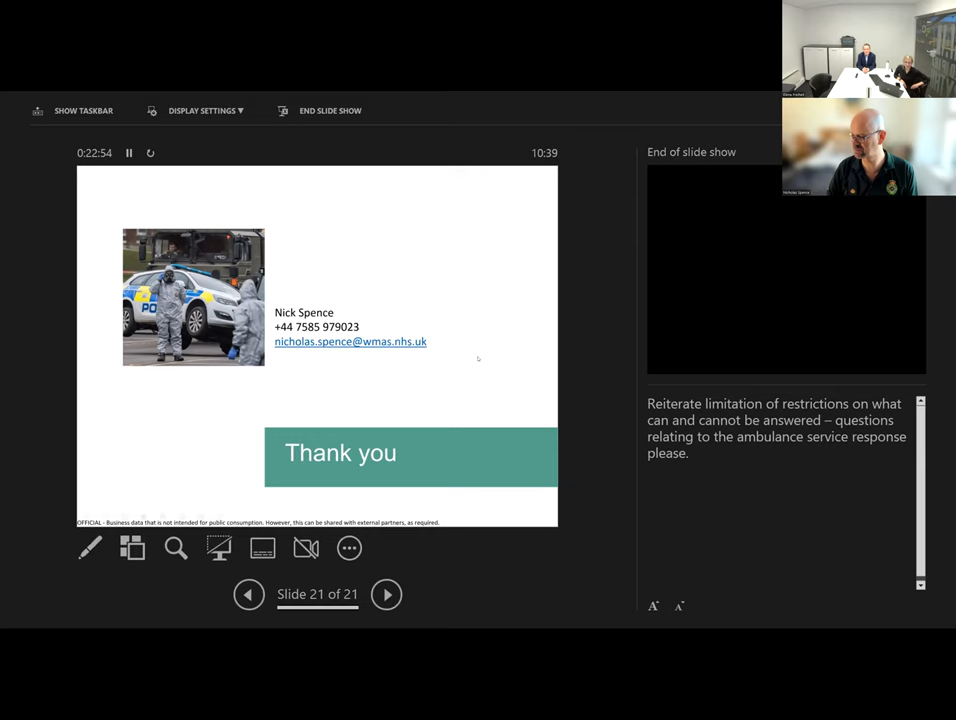 SHOW TASKBAR
DISPLAY SETTINGS ▼
END SLIDE SHOW
0:22:54
10:39
End of slide show
PO
Nick Spence
+44 7585 979023
nicholas.spence@wmas.nhs.uk
Thank you
OFFICIAL - Business data that is not intended for public consumption. However, this can be shared with external partners, as required.
Reiterate limitation of restrictions on what
can and cannot be answered – questions
relating to the ambulance service response
please.
Slide 21 of 21
A
A
Nicholas Spence